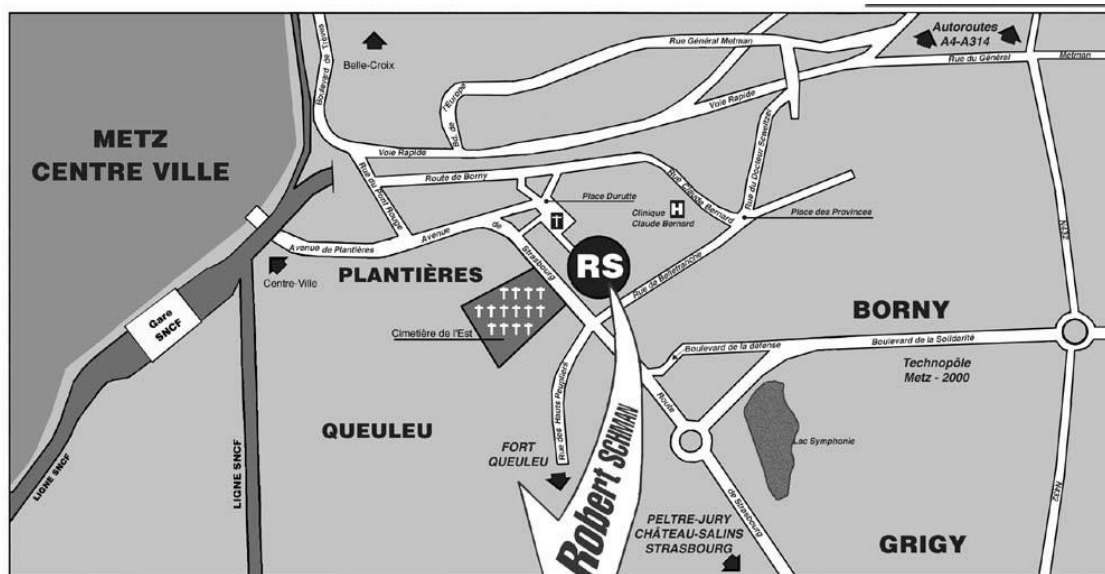 Autoroutes
A4-A314
Boulevard de Trèves
Belle-Croix
Rue Général Metman
Rue du Général
Metman
Bd. de l'Europe
Voie Rapide
METZ
CENTRE VILLE
Voie Rapide
Rue du Docteur Scweitzer
Rue du Pont Rouge
Route de Borny
Rue Claude Bernard
Place Durutte
Clinique
Claude Bernard
H
Place des Provinces
Avenue de Plantières
Avenue
de
Strasbourg
N432
Centre-Ville
PLANTIÈRES
RS
Rue de Belletranche
Gare
SNCF
Cimetière de l'Est
BORNY
Boulevard de la défense
Boulevard de la Solidarité
Technopôle
Metz - 2000
Rue des Hauts Peupliers
Route
QUEULEU
FORT
QUEULEU
Lac Symphonie
LIGNE SNCF
LIGNE SNCF
Robert SCHMAN
de Strasbourg
N432
PELTRE-JURY
CHÂTEAU-SALINS
STRASBOURG
GRIGY